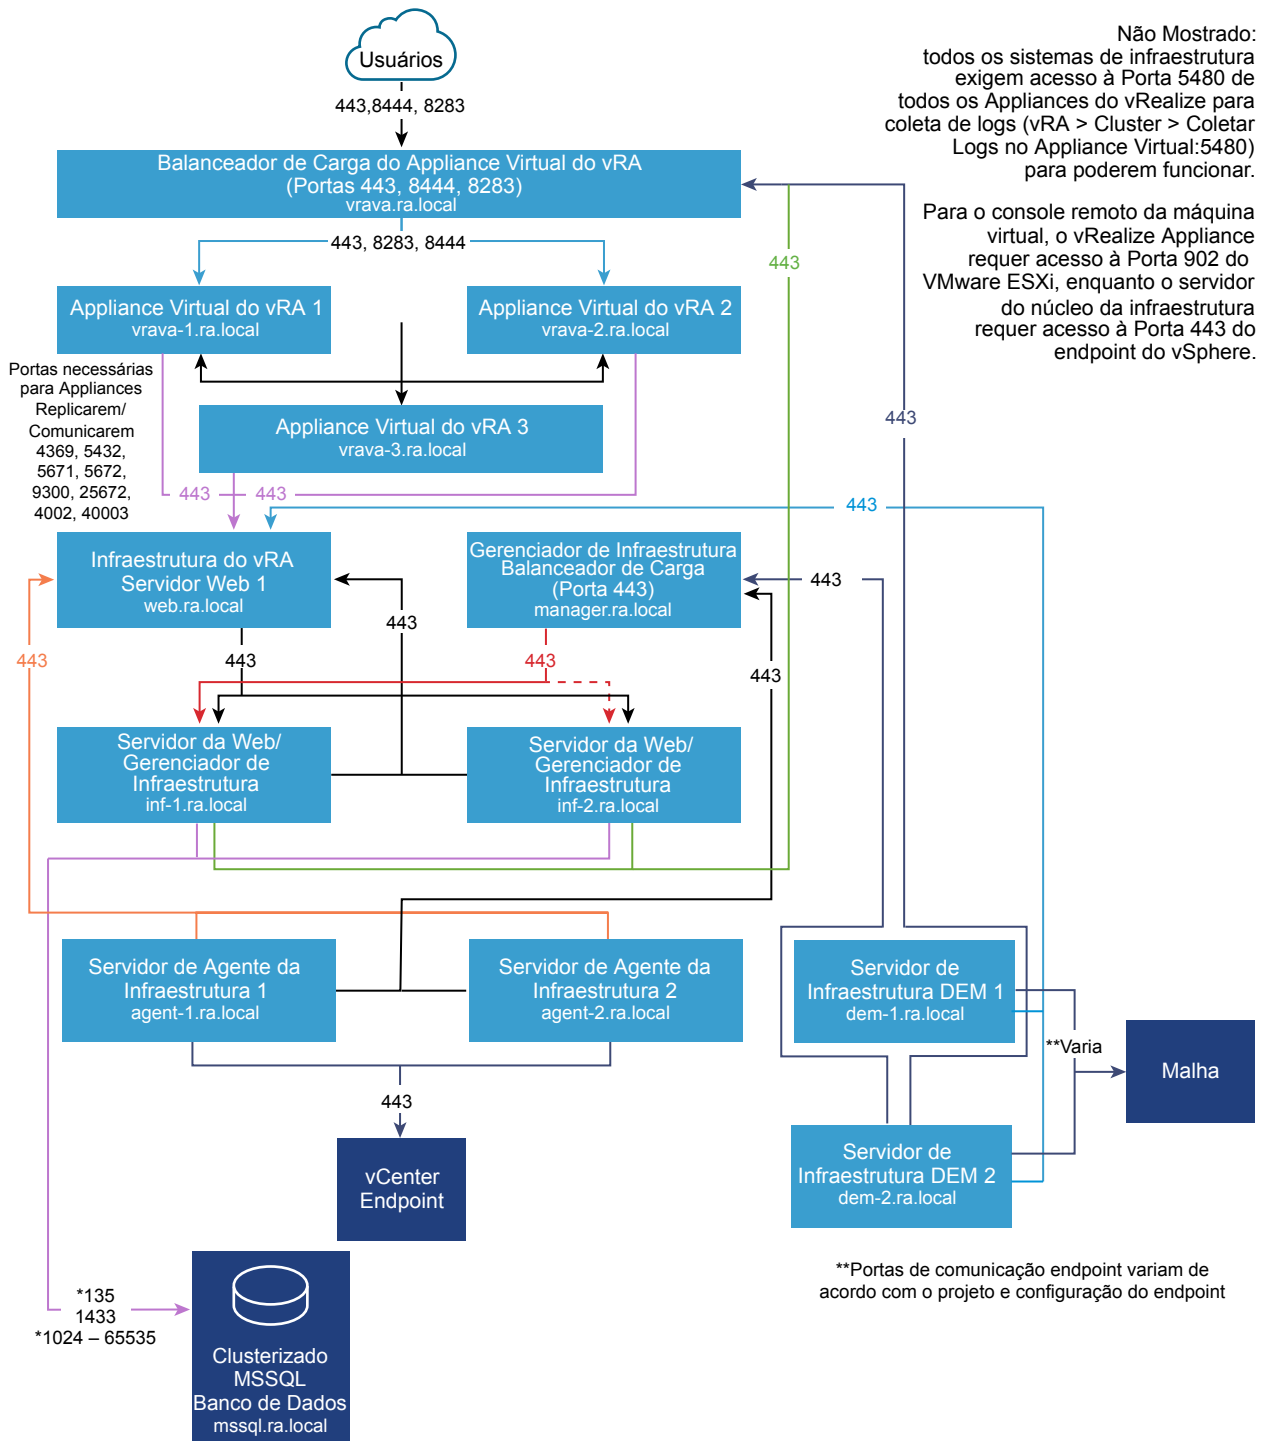 Usuários
443,8444, 8283
Balanceador de Carga do Appliance Virtual do vRA
(Portas 443, 8444, 8283)
vrava.ra.local
Não Mostrado:
todos os sistemas de infraestrutura
exigem acesso à Porta 5480 de
todos os Appliances do vRealize para
coleta de logs (vRA > Cluster > Coletar
Logs no Appliance Virtual:5480)
para poderem funcionar.
Para o console remoto da máquina
virtual, o vRealize Appliance
requer acesso à Porta 902 do
VMware ESXi, enquanto o servidor
do núcleo da infraestrutura
requer acesso à Porta 443 do
endpoint do vSphere.
443, 8283, 8444
443
Appliance Virtual do vRA 1
vrava-1.ra.local
Appliance Virtual do vRA 2
vrava-2.ra.local
Portas necessárias
para Appliances
Replicarem/
Comunicarem
4369, 5432,
5671, 5672,
9300, 25672,
4002, 40003
Appliance Virtual do vRA 3
vrava-3.ra.local
443
443
443
443
Infraestrutura do vRA
Servidor Web 1
web.ra.local
Gerenciador de Infraestrutura
Balanceador de Carga
(Porta 443)
manager.ra.local
443
443
443
443
443
443
Servidor da Web/
Gerenciador de
Infraestrutura
inf-1.ra.local
Servidor da Web/
Gerenciador de
Infraestrutura
inf-2.ra.local
Servidor de Agente da
Infraestrutura 1
agent-1.ra.local
Servidor de Agente da
Infraestrutura 2
agent-2.ra.local
Servidor de
Infraestrutura DEM 1
dem-1.ra.local
**Varia
Malha
443
vCenter
Endpoint
Servidor de
Infraestrutura DEM 2
dem-2.ra.local
*135
1433
*1024 – 65535
Clusterizado
MSSQL
Banco de Dados
mssql.ra.local
**Portas de comunicação endpoint variam de
acordo com o projeto e configuração do endpoint